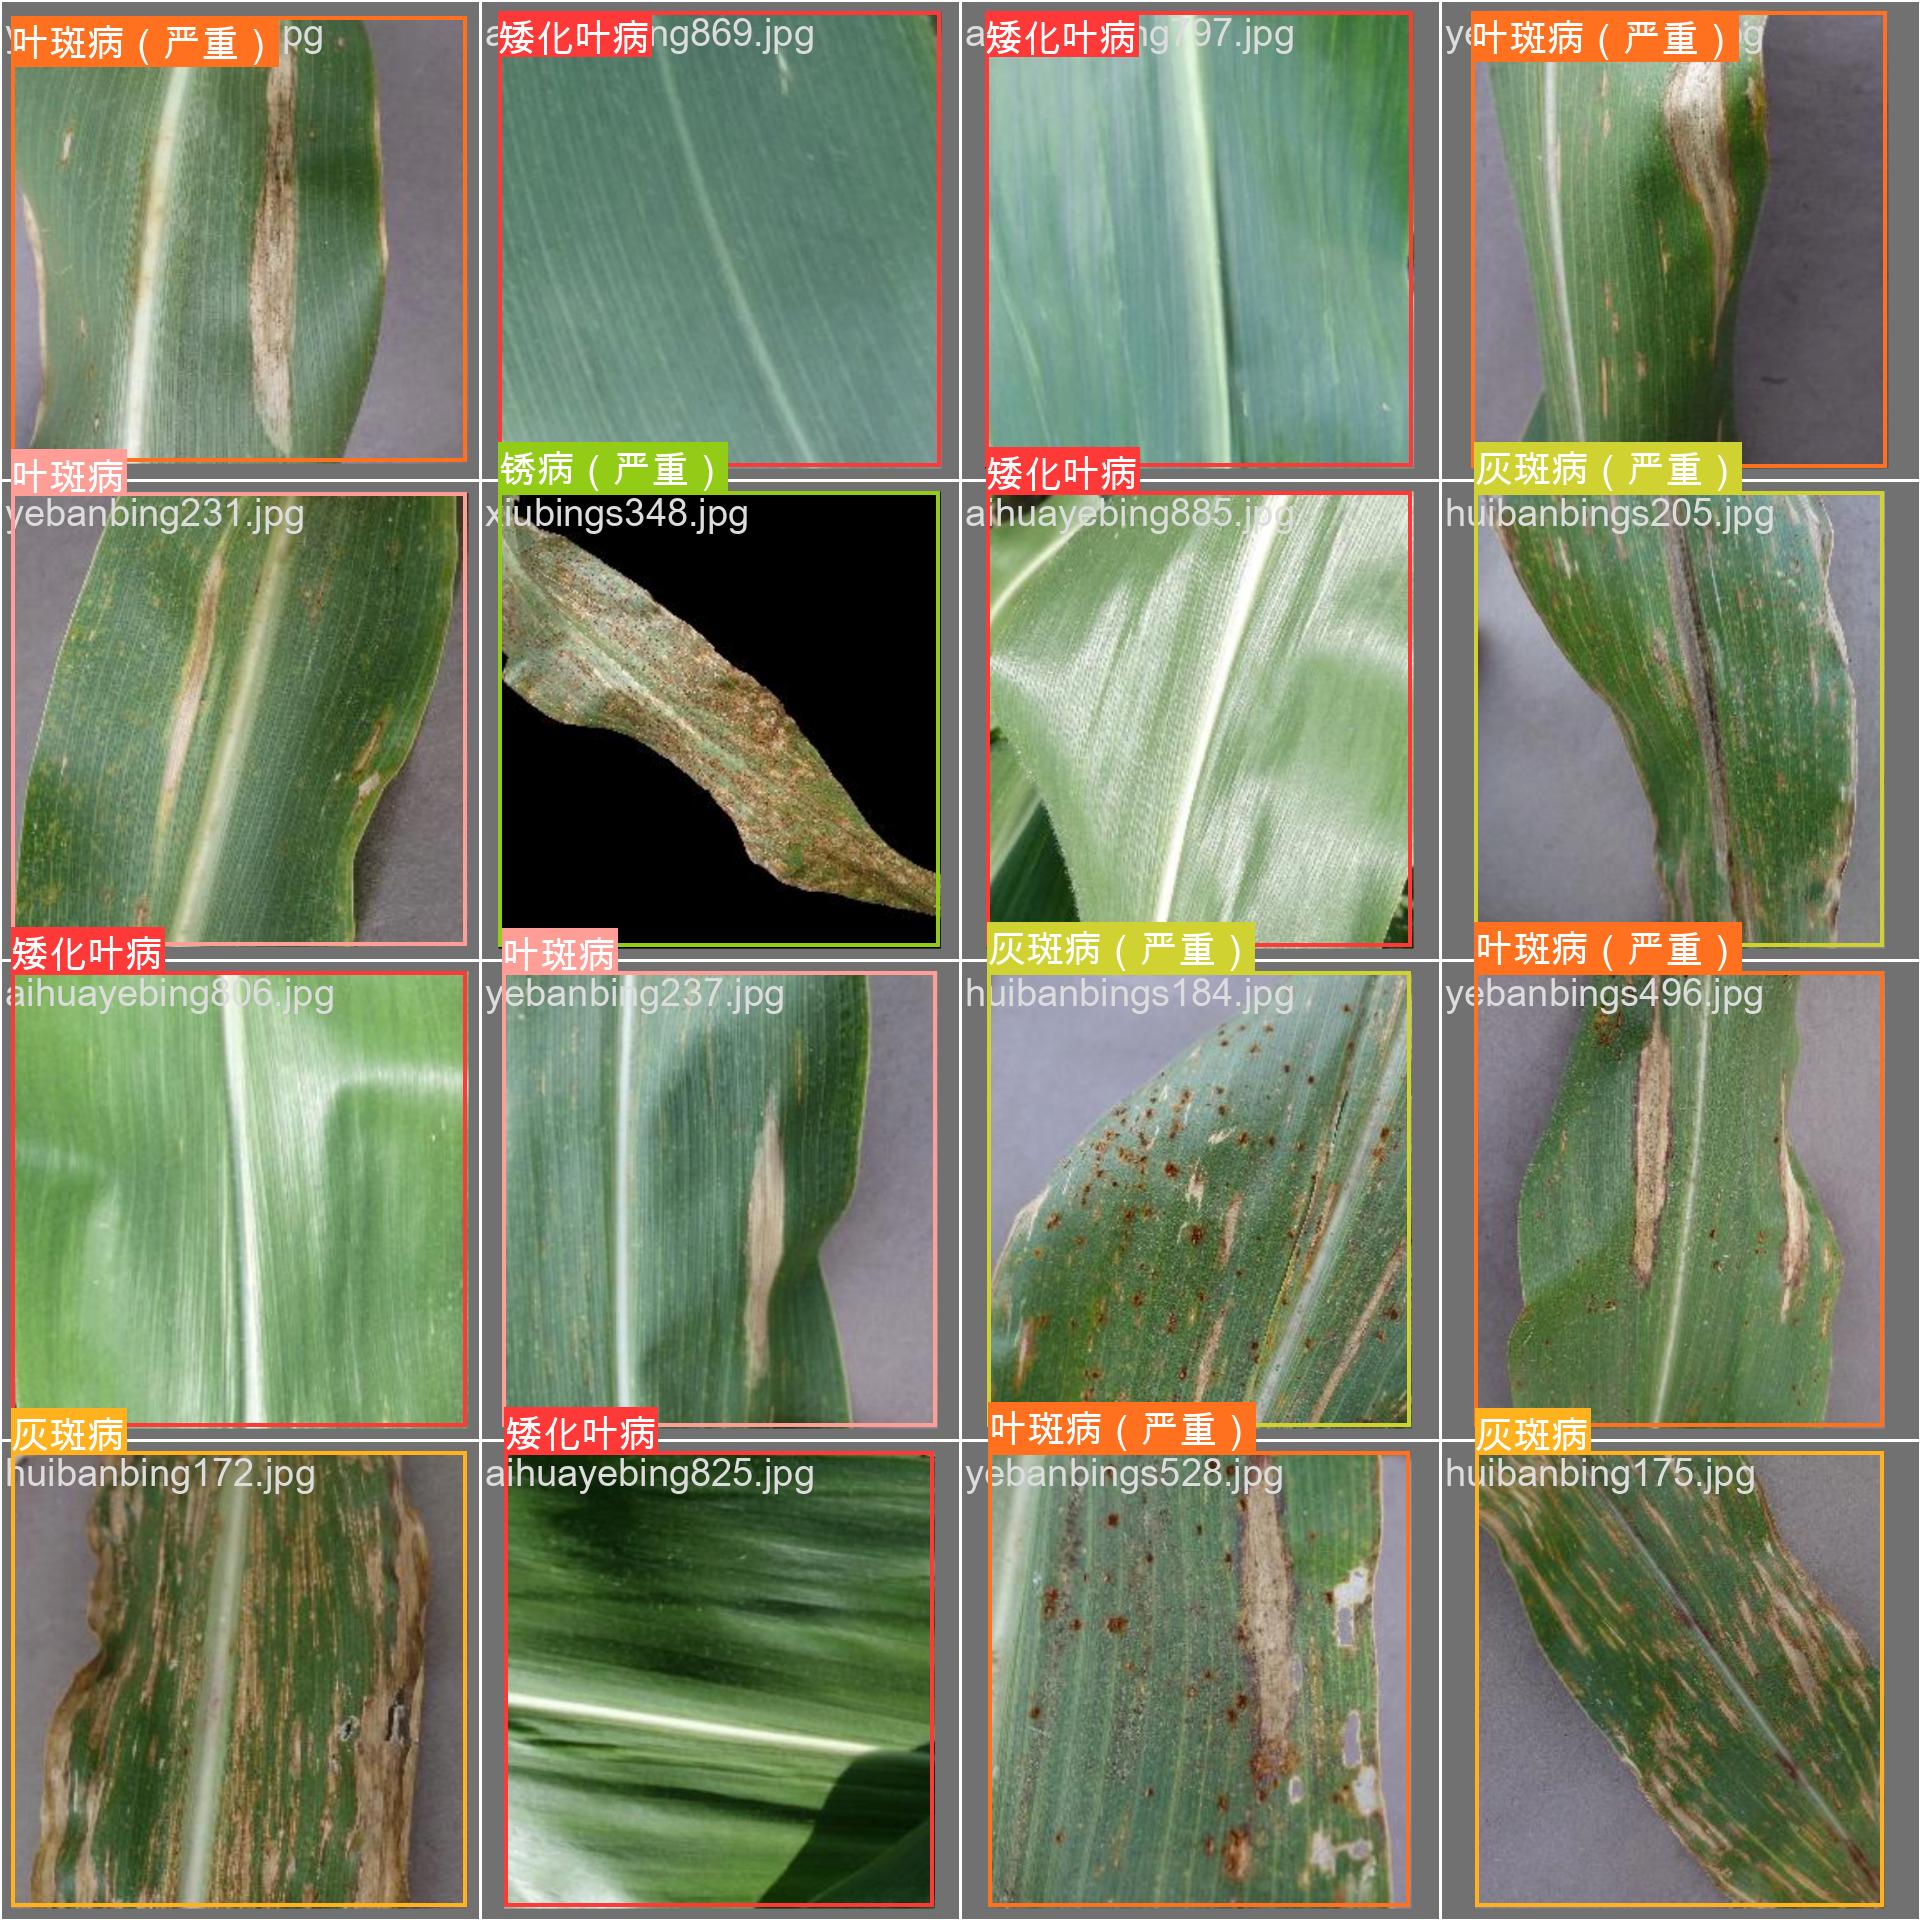 叶斑病（严重）
pg
矮化叶病
ng869.jpg
矮化叶病
ng797.jpg
叶斑病（严重）
叶斑病
yebanbing231.jpg
锈病（严重）
xiubings348.jpg
矮化叶病
aihuayebing885.jpg
灰斑病（严重）
huibanbings205.jpg
矮化叶病
aihuayebing806.jpg
叶斑病
yebanbing237.jpg
灰斑病（严重）
huibanbings184.jpg
叶斑病（严重）
yebanbings496.jpg
灰斑病
huibanbing172.jpg
矮化叶病
aihuayebing825.jpg
叶斑病（严重）
yebanbings528.jpg
灰斑病
huibanbing175.jpg